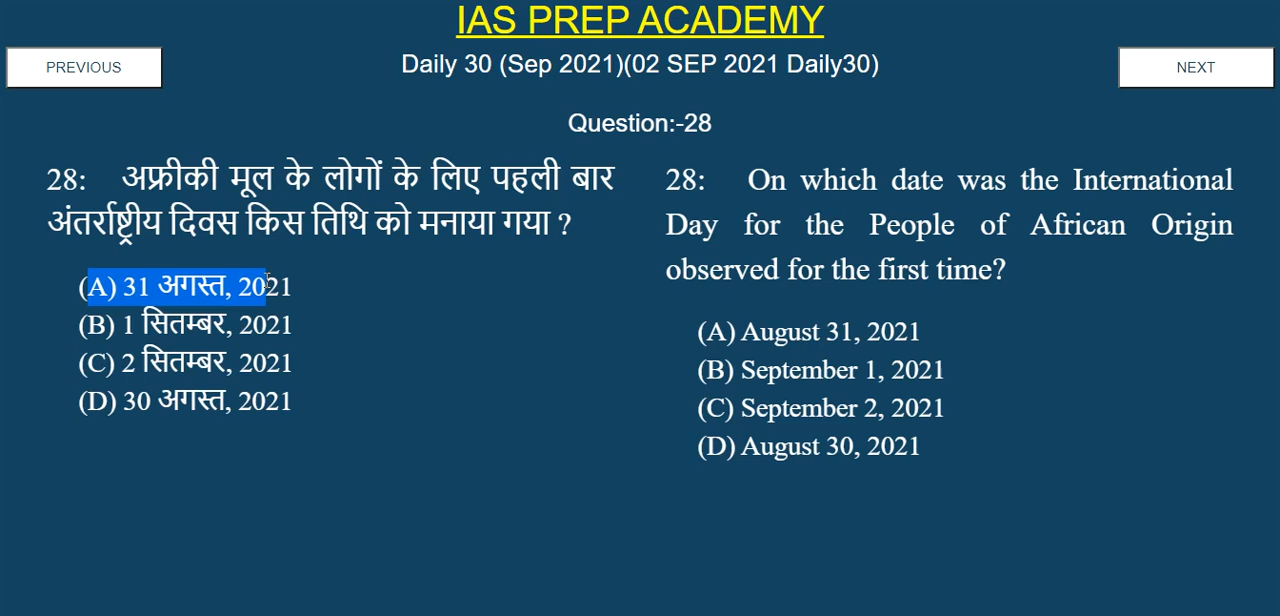 IAS PREP ACADEMY
PREVIOUS
Daily 30 (Sep 2021)(02 SEP 2021 Daily30)
NEXT
Question:-28
28: अफ्रीकी मूल के लोगों के लिए पहली बार
अंतर्राष्ट्रीय दिवस किस तिथि को मनाया गया ?
(A) 31 अगस्त, 2021
(B) 1 सितम्बर, 2021
(C) 2 सितम्बर, 2021
(D) 30 अगस्त, 2021
28: On which date was the International
Day for the People of African Origin
observed for the first time?
(A) August 31, 2021
(B) September 1, 2021
(C) September 2, 2021
(D) August 30, 2021